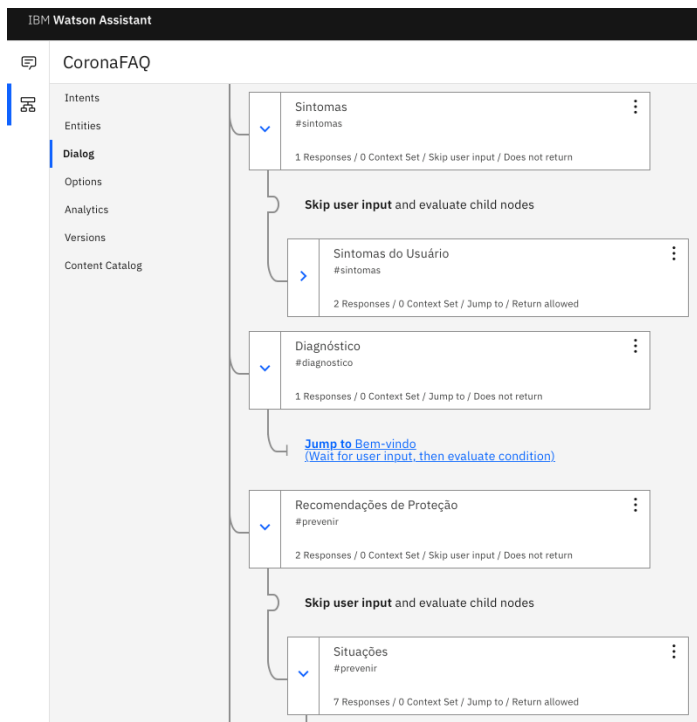 IBM Watson Assistant
CoronaFAQ
Intents
Entities
Dialog
Options
Analytics
Versions
Content Catalog
Sintomas
#sintomas
1 Responses / 0 Context Set / Skip user input / Does not return
Skip user input and evaluate child nodes
Sintomas do Usuário
#sintomas
2 Responses / 0 Context Set / Jump to / Return allowed
Diagnóstico
#diagnostico
1 Responses / 0 Context Set / Jump to / Does not return
Jump to Bem-vindo
(Wait for user input, then evaluate condition)
Recomendações de Proteção
#prevenir
2 Responses / 0 Context Set / Skip user input / Does not return
Skip user input and evaluate child nodes
Situações
#prevenir
7 Responses / 0 Context Set / Jump to / Return allowed